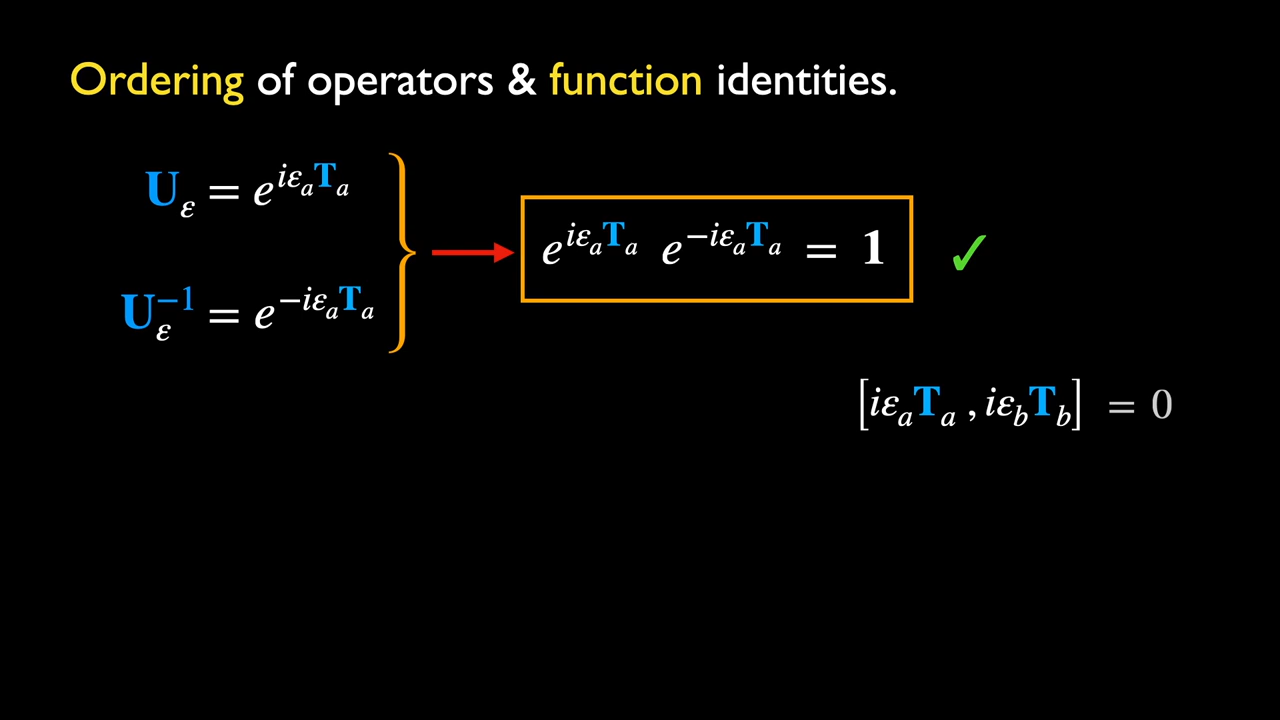 Ordering of operators & function identities.
𝐔_ε = e^{iε_a 𝐓_a}
e^{iε_a 𝐓_a} e^{−iε_a 𝐓_a} = 𝟏 ✓
𝐔_ε^{−1} = e^{−iε_a 𝐓_a}
[iε_a 𝐓_a , iε_b 𝐓_b] = 0